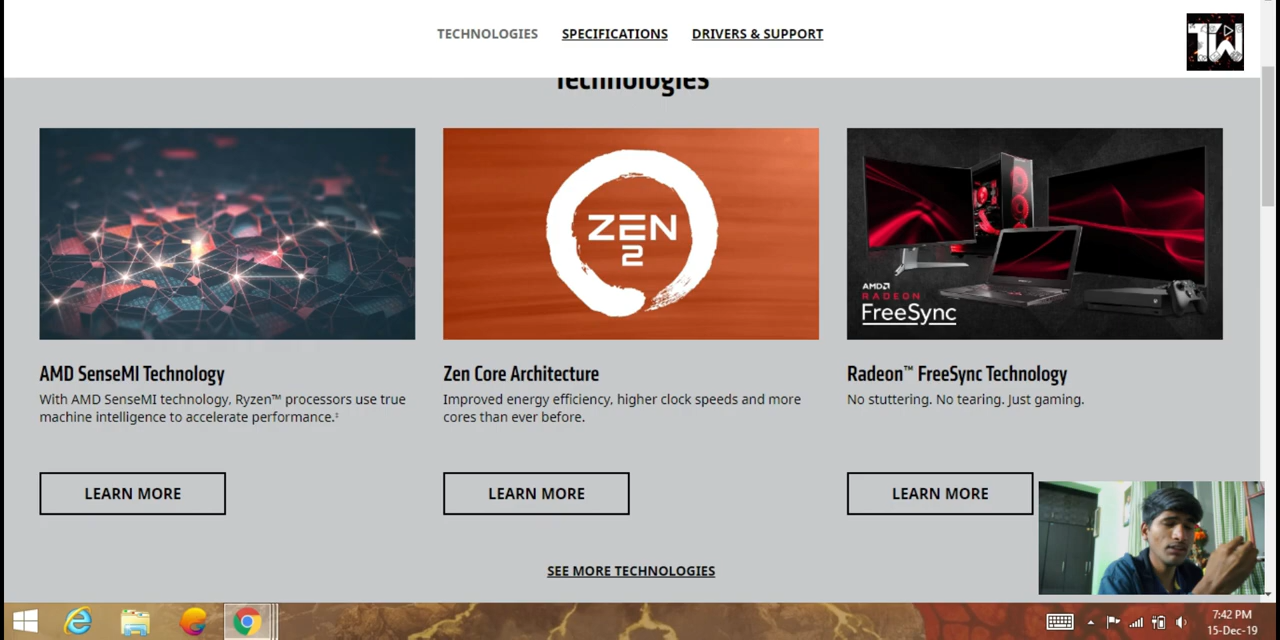 TECHNOLOGIES SPECIFICATIONS DRIVERS & SUPPORT
TW
Technologies
ZEN
2
AMD
RADEON
FreeSync
AMD SenseMI Technology
With AMD SenseMI technology, Ryzen™ processors use true
machine intelligence to accelerate performance.‡
LEARN MORE
Zen Core Architecture
Improved energy efficiency, higher clock speeds and more
cores than ever before.
LEARN MORE
Radeon™ FreeSync Technology
No stuttering. No tearing. Just gaming.
LEARN MORE
SEE MORE TECHNOLOGIES
7:42 PM
15-Dec-19